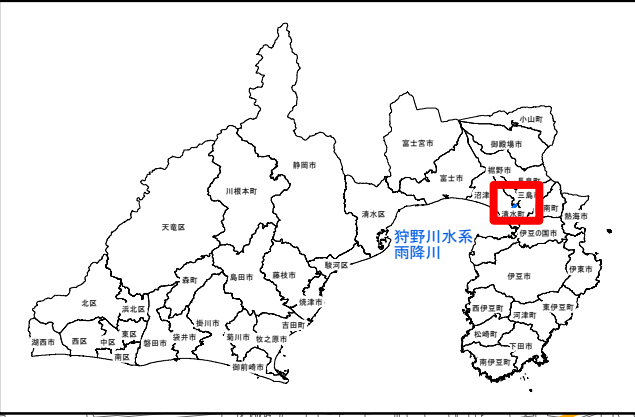 小山町
御殿場市
富士宮市
裾野市
静岡市
富士市
長泉町
川根本町
沼津
三島
清水区
清水町
南町
熱海市
天竜区
狩野川水系
雨降川
伊豆の国市
駿河区
伊豆市
伊東市
森町
島田市
藤枝市
北区
浜北区
焼津市
西伊豆町
東伊豆町
河津町
掛川市
吉田町
湖西市
西区
中区
東区
磐田市
袋井市
菊川市
牧之原市
松崎町
下田市
南区
御前崎市
南伊豆町